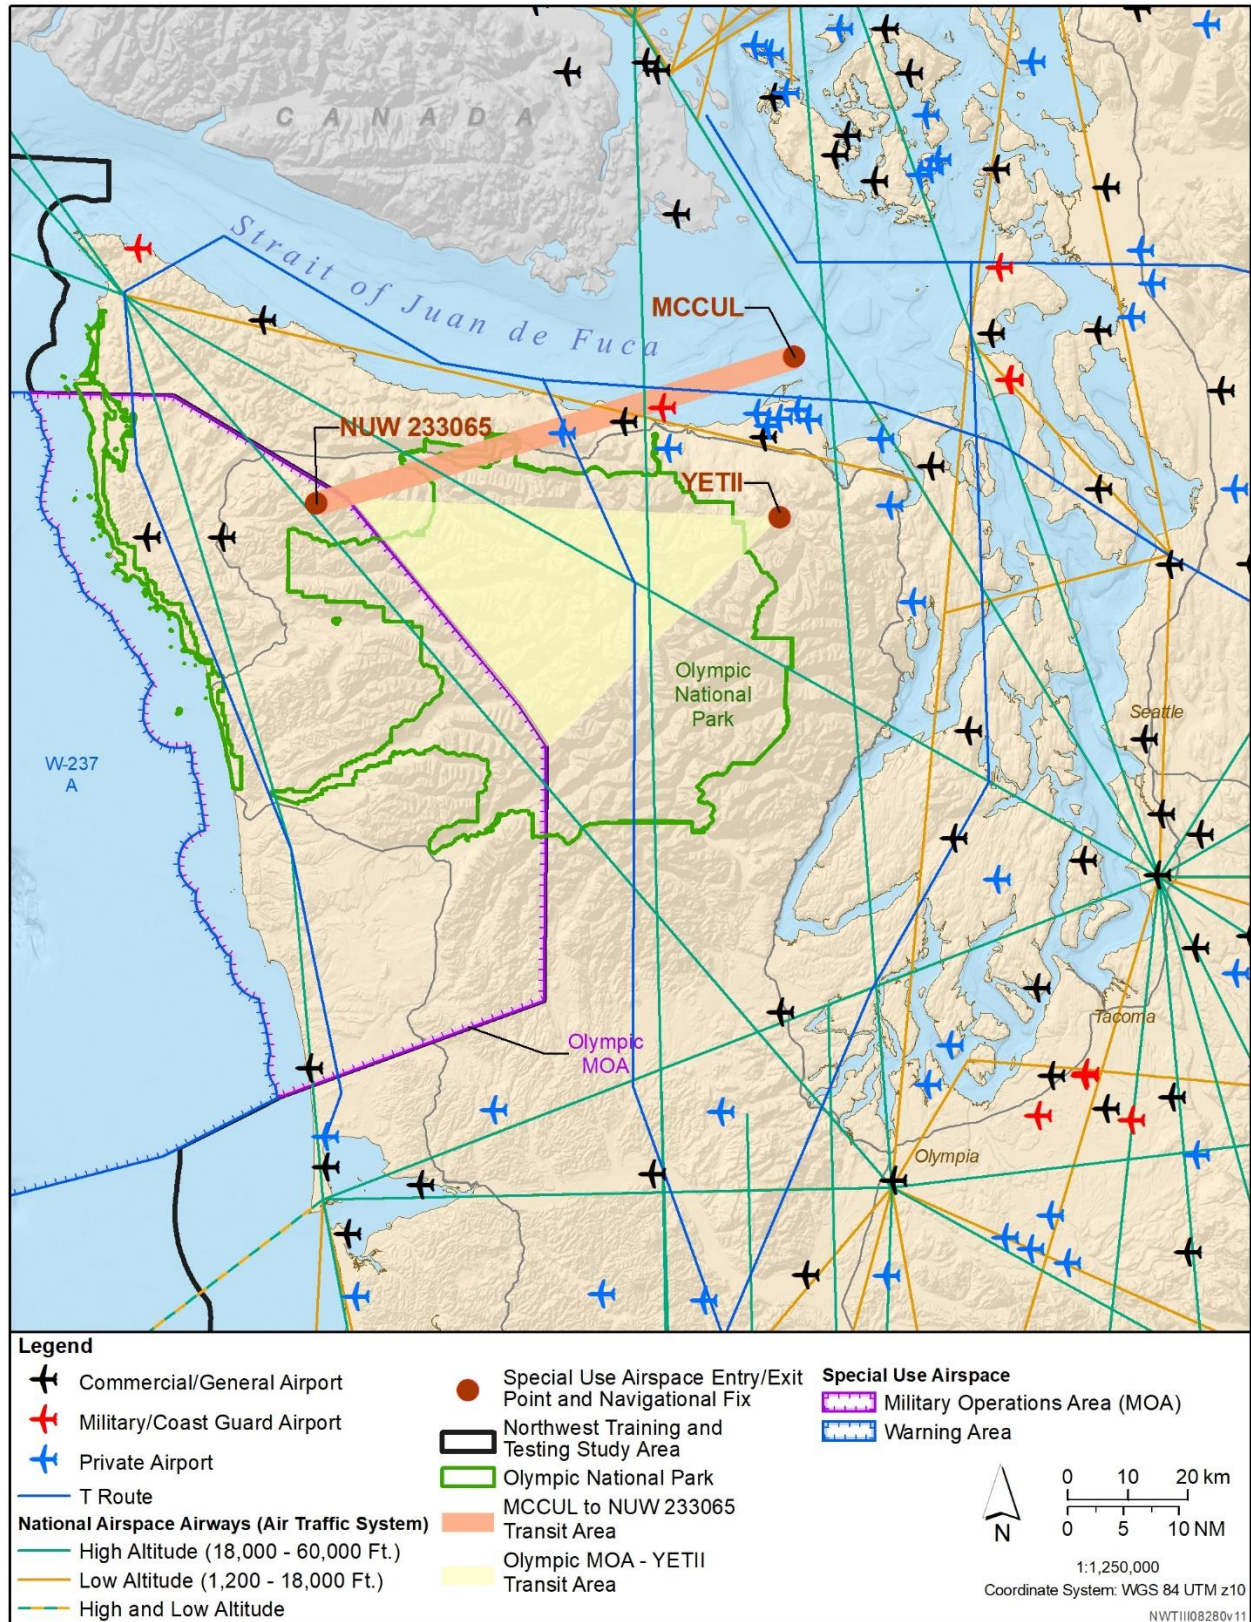 CANADA
Strait of Juan de Fuca
MCCUL
NUW 233065
YETII
Olympic
National
Park
Seattle
W-237
A
Tacoma
Olympic
MOA
Olympia
Legend
Commercial/General Airport
Military/Coast Guard Airport
Private Airport
T Route
National Airspace Airways (Air Traffic System)
High Altitude (18,000 - 60,000 Ft.)
Low Altitude (1,200 - 18,000 Ft.)
High and Low Altitude
Special Use Airspace Entry/Exit
Point and Navigational Fix
Northwest Training and
Testing Study Area
Olympic National Park
MCCUL to NUW 233065
Transit Area
Olympic MOA - YETII
Transit Area
Special Use Airspace
Military Operations Area (MOA)
Warning Area
N
0 10 20 km
0 5 10 NM
1:1,250,000
Coordinate System: WGS 84 UTM z10
NWTIII08280v11